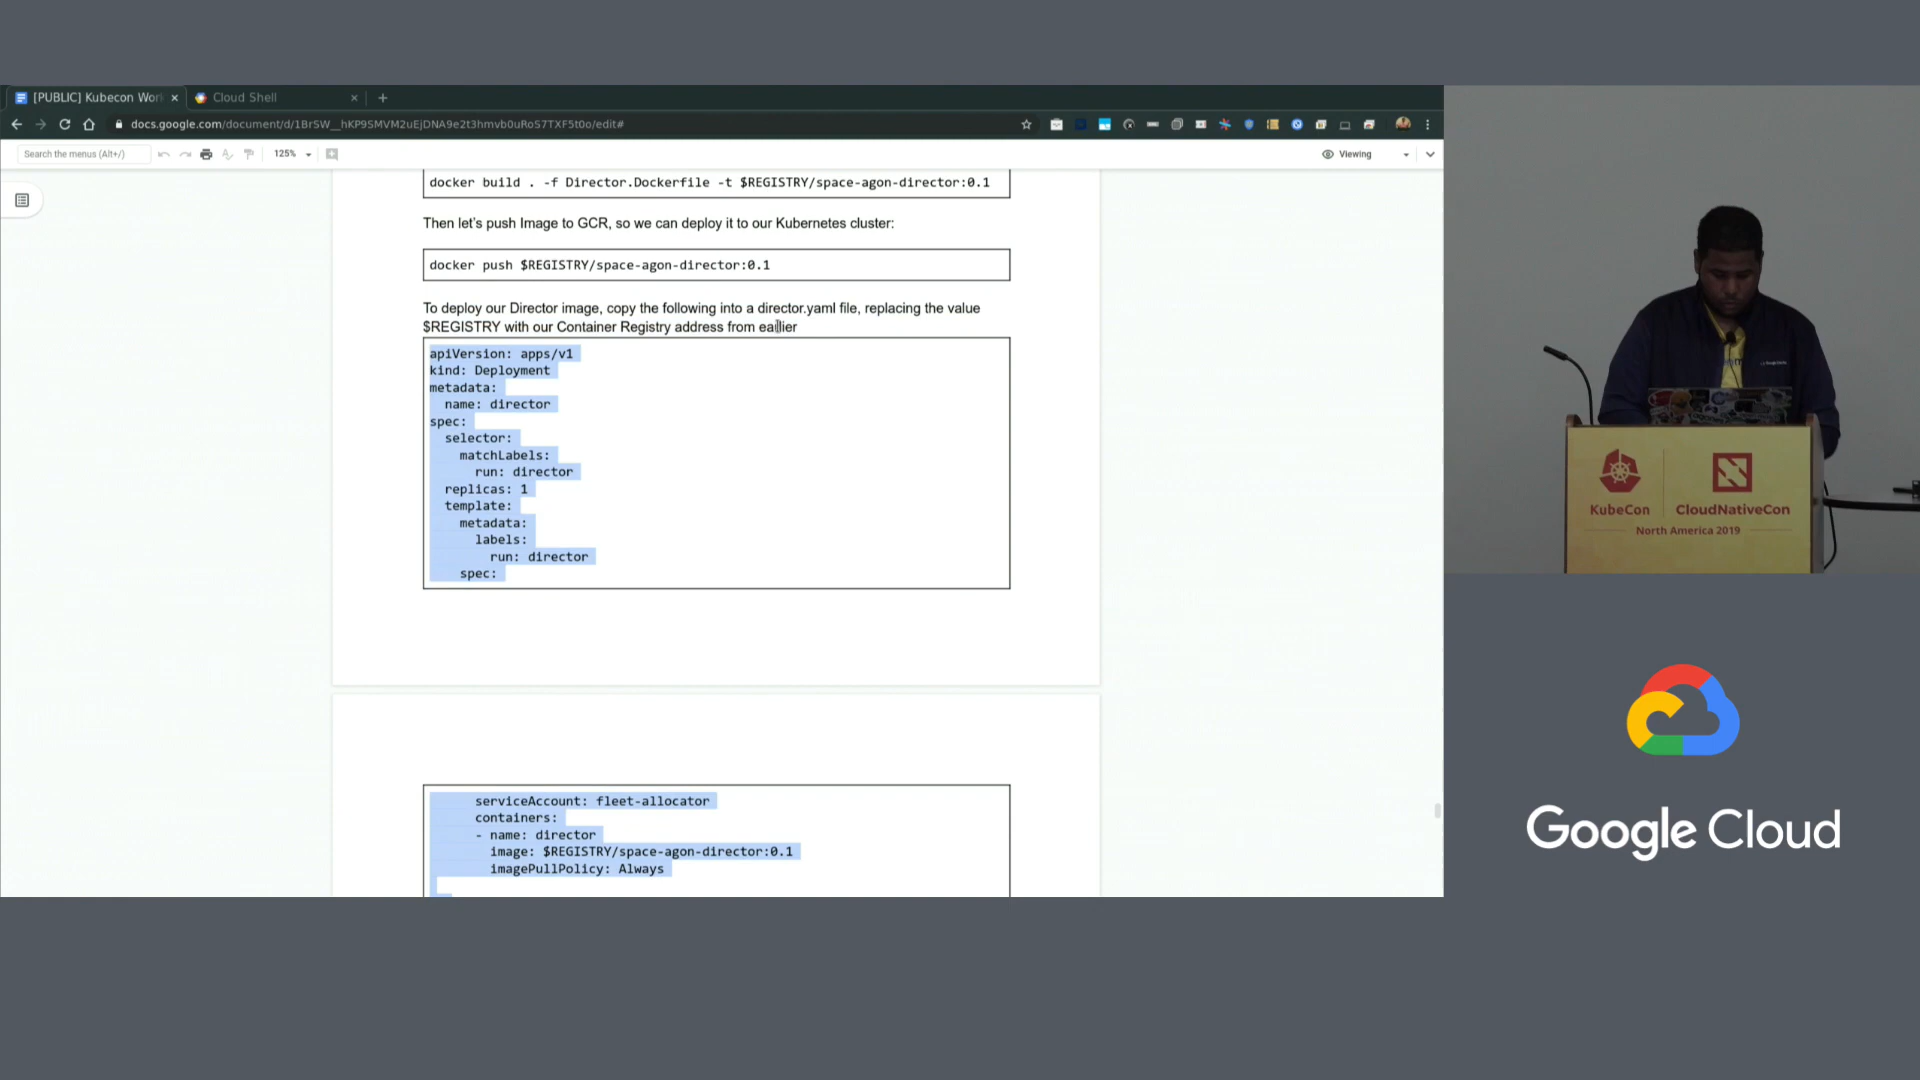 [PUBLIC] Kubecon Wor
Cloud Shell
docs.google.com/document/d/1BrSW__hKP9SMVM2uEjDNA9e2t3hmvb0uRoS7TXF5t0o/edit#
Search the menus (Alt+/)
125%
Viewing
docker build . -f Director.Dockerfile -t $REGISTRY/space-agon-director:0.1
Then let's push Image to GCR, so we can deploy it to our Kubernetes cluster:
docker push $REGISTRY/space-agon-director:0.1
To deploy our Director image, copy the following into a director.yaml file, replacing the value
$REGISTRY with our Container Registry address from earlier
apiVersion: apps/v1
kind: Deployment
metadata:
  name: director
spec:
  selector:
    matchLabels:
      run: director
  replicas: 1
  template:
    metadata:
      labels:
        run: director
    spec:
      serviceAccount: fleet-allocator
      containers:
      - name: director
        image: $REGISTRY/space-agon-director:0.1
        imagePullPolicy: Always
KubeCon
CloudNativeCon
North America 2019
Google Cloud